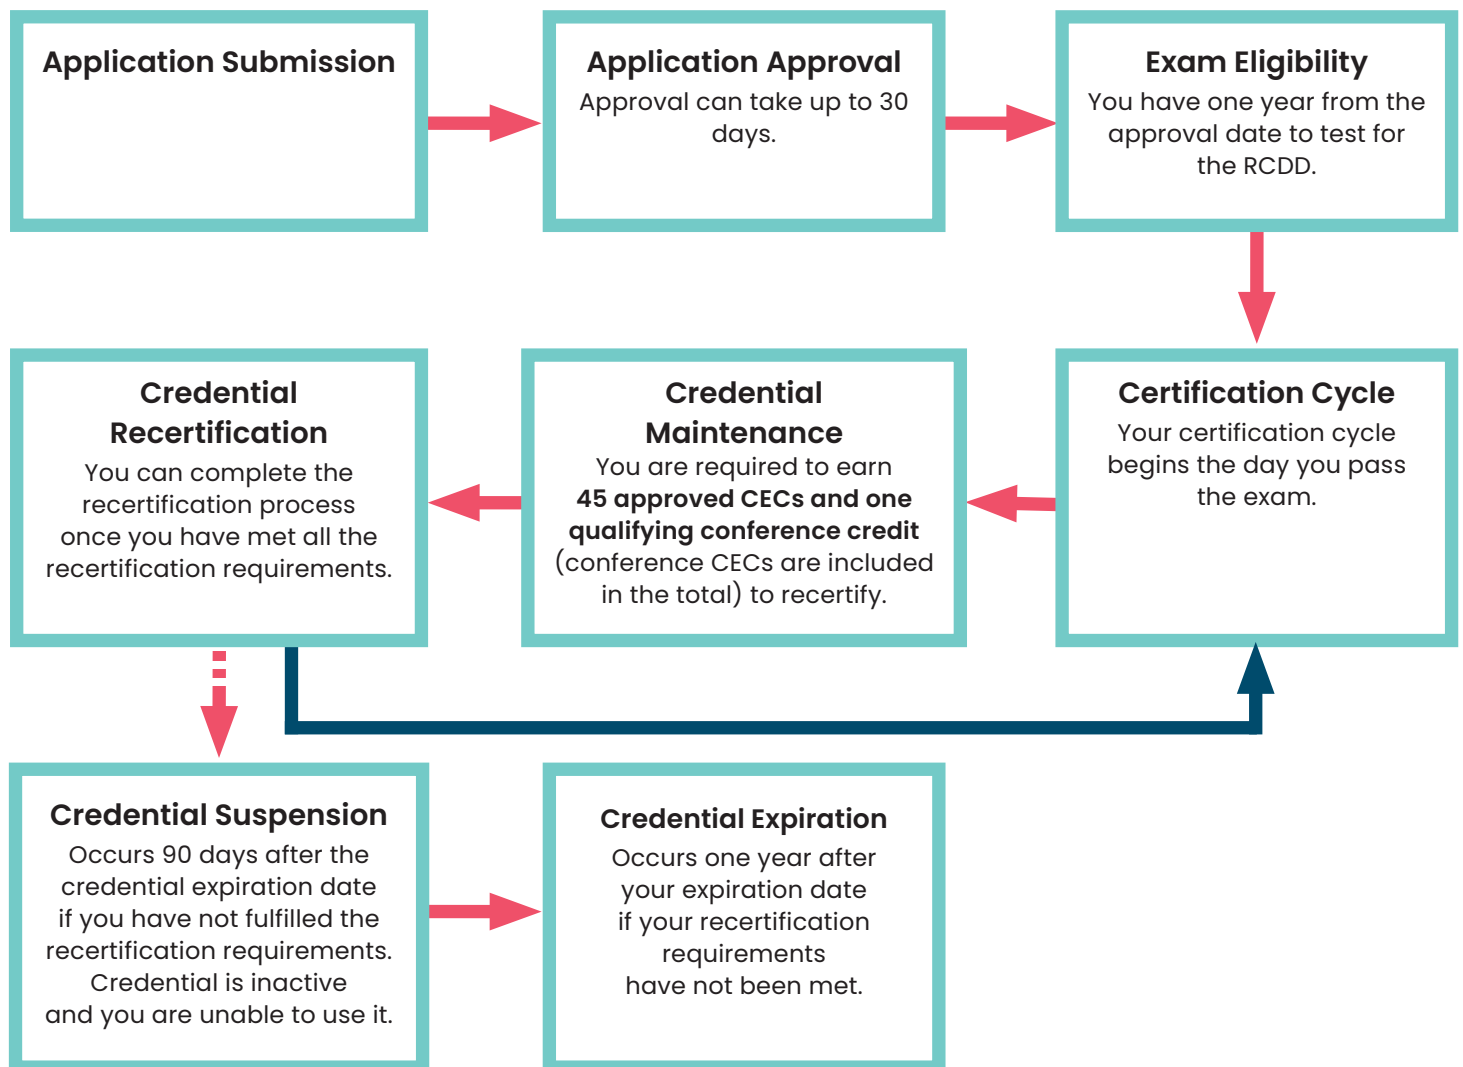 Application Submission
Application Approval
Approval can take up to 30
days.
Exam Eligibility
You have one year from the
approval date to test for
the RCDD.
Credential
Recertification
You can complete the
recertification process
once you have met all the
recertification requirements.
Credential
Maintenance
You are required to earn
45 approved CECs and one
qualifying conference credit
(conference CECs are included
in the total) to recertify.
Certification Cycle
Your certification cycle
begins the day you pass
the exam.
Credential Suspension
Occurs 90 days after the
credential expiration date
if you have not fulfilled the
recertification requirements.
Credential is inactive
and you are unable to use it.
Credential Expiration
Occurs one year after
your expiration date
if your recertification
requirements
have not been met.